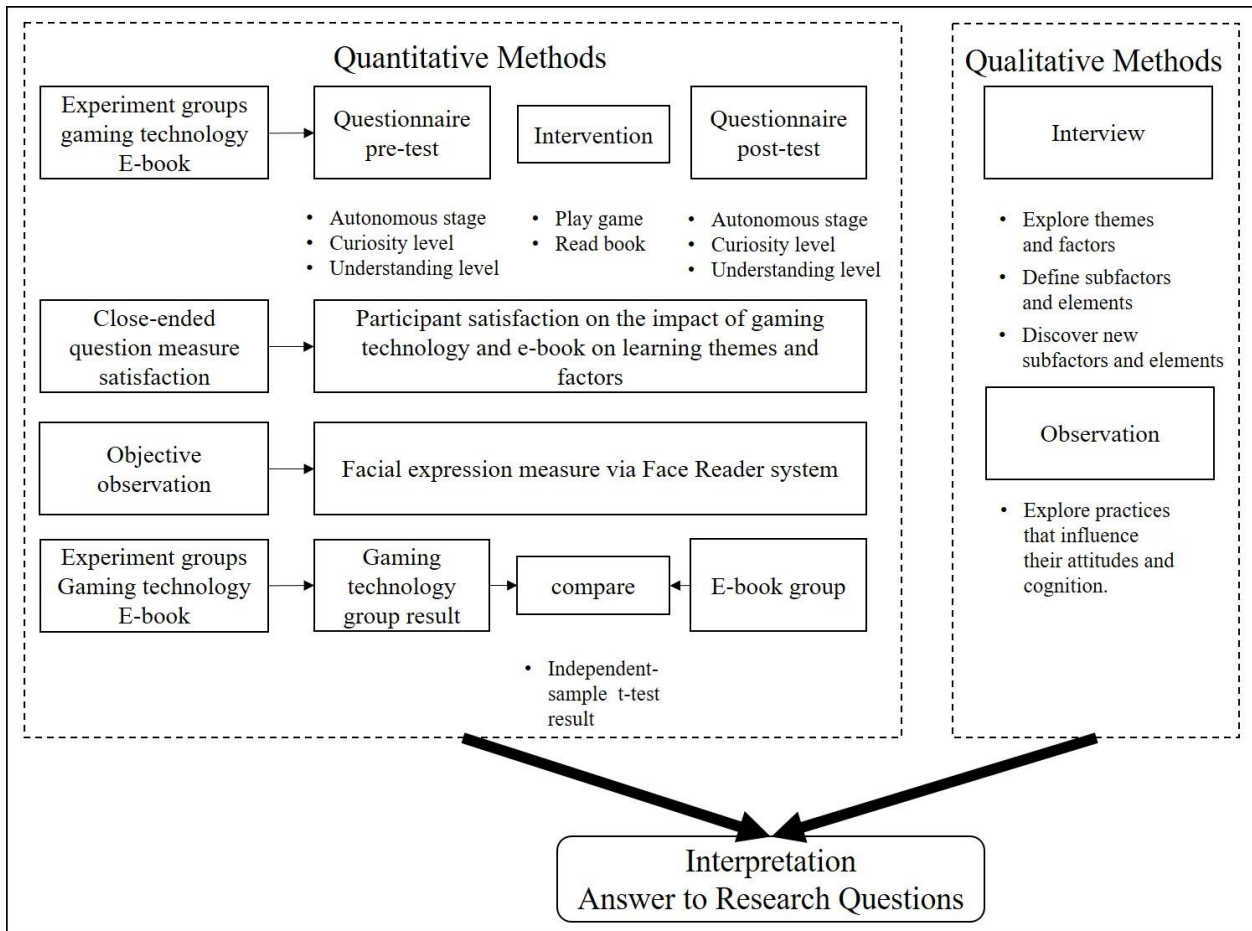 Quantitative Methods
Experiment groups
gaming technology
E-book
Questionnaire
pre-test
Intervention
Questionnaire
post-test
• Autonomous stage
• Curiosity level
• Understanding level
• Play game
• Read book
• Autonomous stage
• Curiosity level
• Understanding level
Close-ended
question measure
satisfaction
Participant satisfaction on the impact of gaming
technology and e-book on learning themes and
factors
Objective
observation
Facial expression measure via Face Reader system
Experiment groups
Gaming technology
E-book
Gaming
technology
group result
compare
E-book group
• Independent-
sample t-test
result
Qualitative Methods
Interview
• Explore themes
and factors
• Define subfactors
and elements
• Discover new
subfactors and elements
Observation
• Explore practices
that influence
their attitudes and
cognition.
Interpretation
Answer to Research Questions